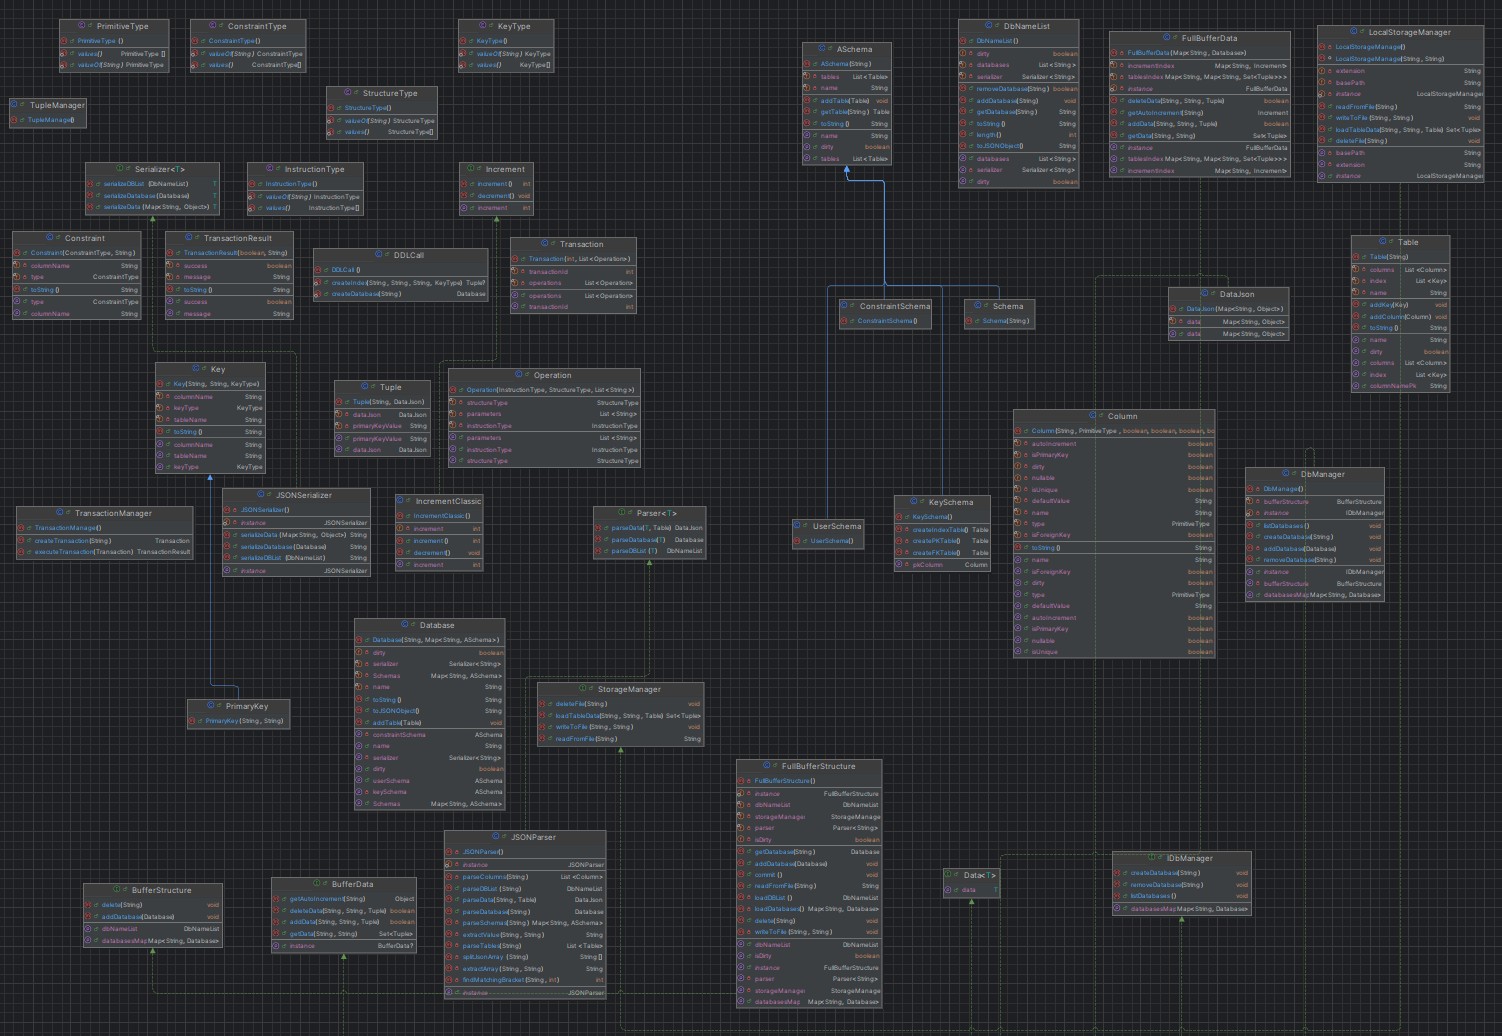 PrimitiveType
PrimitiveType ()
values() PrimitiveType []
valueOf(String) PrimitiveType
ConstraintType
ConstraintType()
valueOf(String) ConstraintType
values() ConstraintType[]
KeyType
KeyType()
valueOf(String) KeyType
values() KeyType[]
StructureType
StructureType()
valueOf(String) StructureType
values() StructureType[]
TupleManager
TupleManager()
ASchema
ASchema(String)
tables List<Table>
name String
addTable(Table) void
getTable(String) Table
toString() String
name String
dirty boolean
tables List<Table>
DbNameList
DbNameList()
dirty boolean
databases List<String>
serializer Serializer<String>
removeDatabase(String) boolean
addDatabase(String) void
getDatabase(String) String
toString() String
length() int
toJSONObject() String
databases List<String>
serializer Serializer<String>
dirty boolean
FullBufferData
FullBufferData(Map<String, Database>)
incrementIndex Map<String, Increment>
tablesIndex Map<String, Map<String, Set<Tuple>>>
instance FullBufferData
deleteData(String, String, Tuple) boolean
getAutoIncrement(String) Increment
addData(String, String, Tuple) boolean
getData(String, String) Set<Tuple>
instance FullBufferData
tablesIndex Map<String, Map<String, Set<Tuple>>>
incrementIndex Map<String, Increment>
LocalStorageManager
LocalStorageManager()
LocalStorageManager(String, String)
extension String
basePath String
instance LocalStorageManager
readFromFile(String) String
writeToFile(String, String) void
loadTableData(String, String, Table) Set<Tuple>
deleteFile(String) void
basePath String
extension String
instance LocalStorageManager
Serializer<T>
serializeDBList (DbNameList) T
serializeDatabase(Database) T
serializeData (Map<String, Object>) T
InstructionType
InstructionType()
valueOf(String) InstructionType
values() InstructionType[]
Increment
increment() int
decrement() void
increment int
Constraint
Constraint(ConstraintType, String)
columnName String
type ConstraintType
toString() String
type ConstraintType
columnName String
TransactionResult
TransactionResult(boolean, String)
success boolean
message String
toString() String
success boolean
message String
DDLCall
DDLCall ()
createIndex(String, String, String, KeyType) Tuple?
createDatabase(String) Database
Transaction
Transaction(int, List<Operation>)
transactionId int
operations List<Operation>
operations List<Operation>
transactionId int
Table
Table(String)
columns List<Column>
index List<Key>
name String
addKey(Key) void
addColumn(Column) void
toString() String
name String
dirty boolean
columns List<Column>
index List<Key>
columnNamePk String
ConstraintSchema
ConstraintSchema()
Schema
Schema(String)
DataJson
DataJson(Map<String, Object>)
data Map<String, Object>
data Map<String, Object>
Key
Key(String, String, KeyType)
columnName String
keyType KeyType
tableName String
toString() String
columnName String
tableName String
keyType KeyType
Tuple
Tuple(String, DataJson)
dataJson DataJson
primaryKeyValue String
primaryKeyValue String
dataJson DataJson
Operation
Operation(InstructionType, StructureType, List<String>)
structureType StructureType
parameters List<String>
instructionType InstructionType
parameters List<String>
instructionType InstructionType
structureType StructureType
Column
Column(String, PrimitiveType, boolean, boolean, boolean, bo
autoIncrement boolean
isPrimaryKey boolean
dirty boolean
nullable boolean
isUnique boolean
defaultValue String
name String
type PrimitiveType
isForeignKey boolean
toString() String
name String
isForeignKey boolean
dirty boolean
type PrimitiveType
defaultValue String
autoIncrement boolean
isPrimaryKey boolean
nullable boolean
isUnique boolean
DbManager
DbManager()
bufferStructure BufferStructure
instance IDbManager
listDatabases() void
createDatabase(String) void
addDatabase(Database) void
removeDatabase(String) void
instance IDbManager
bufferStructure BufferStructure
databasesMap Map<String, Database>
TransactionManager
TransactionManager()
createTransaction(String) Transaction
executeTransaction(Transaction) TransactionResult
JSONSerializer
JSONSerializer()
instance JSONSerializer
serializeData (Map<String, Object>) String
serializeDatabase(Database) String
serializeDBList (DbNameList) String
instance JSONSerializer
IncrementClassic
IncrementClassic()
increment int
increment() int
decrement() void
increment int
Parser<T>
parseData(T, Table) DataJson
parseDatabase(T) Database
parseDBList (T) DbNameList
UserSchema
UserSchema()
KeySchema
KeySchema()
createIndexTable() Table
createPKTable() Table
createFKTable() Table
pkColumn Column
Database
Database(String, Map<String, ASchema>)
dirty boolean
serializer Serializer<String>
Schemas Map<String, ASchema>
name String
toString() String
toJSONObject() String
addTable(Table) void
constraintSchema ASchema
name String
serializer Serializer<String>
dirty boolean
userSchema ASchema
keySchema ASchema
Schemas Map<String, ASchema>
PrimaryKey
PrimaryKey(String, String)
StorageManager
deleteFile(String) void
loadTableData(String, String, Table) Set<Tuple>
writeToFile (String, String) void
readFromFile(String) String
FullBufferStructure
FullBufferStructure()
instance FullBufferStructure
dbNameList DbNameList
storageManager StorageManage
parser Parser<String>
isDirty boolean
getDatabase(String) Database
addDatabase(Database) void
commit () void
readFromFile(String) String
loadDBList () DbNameList
loadDatabases() Map<String, Database>
delete(String) void
writeToFile (String, String) void
dbNameList DbNameList
isDirty boolean
instance FullBufferStructure
parser Parser<String>
storageManager StorageManage
databasesMap Map<String, Database>
JSONParser
JSONParser()
instance JSONParser
parseColumns(String) List<Column>
parseDBList (String) DbNameList
parseData(String, Table) DataJson
parseDatabase(String) Database
parseSchemas(String) Map<String, ASchema>
extractValue(String, String) String
parseTables(String) List<Table>
splitJsonArray (String) String[]
extractArray(String, String) String
findMatchingBracket(String, int) int
instance JSONParser
BufferStructure
delete(String) void
addDatabase(Database) void
dbNameList DbNameList
databasesMap Map<String, Database>
BufferData
getAutoIncrement(String) Object
deleteData(String, String, Tuple) boolean
addData(String, String, Tuple) boolean
getData(String, String) Set<Tuple>
instance BufferData?
Data<T>
data T
IDbManager
createDatabase(String) void
removeDatabase(String) void
listDatabases() void
databasesMap Map<String, Database>